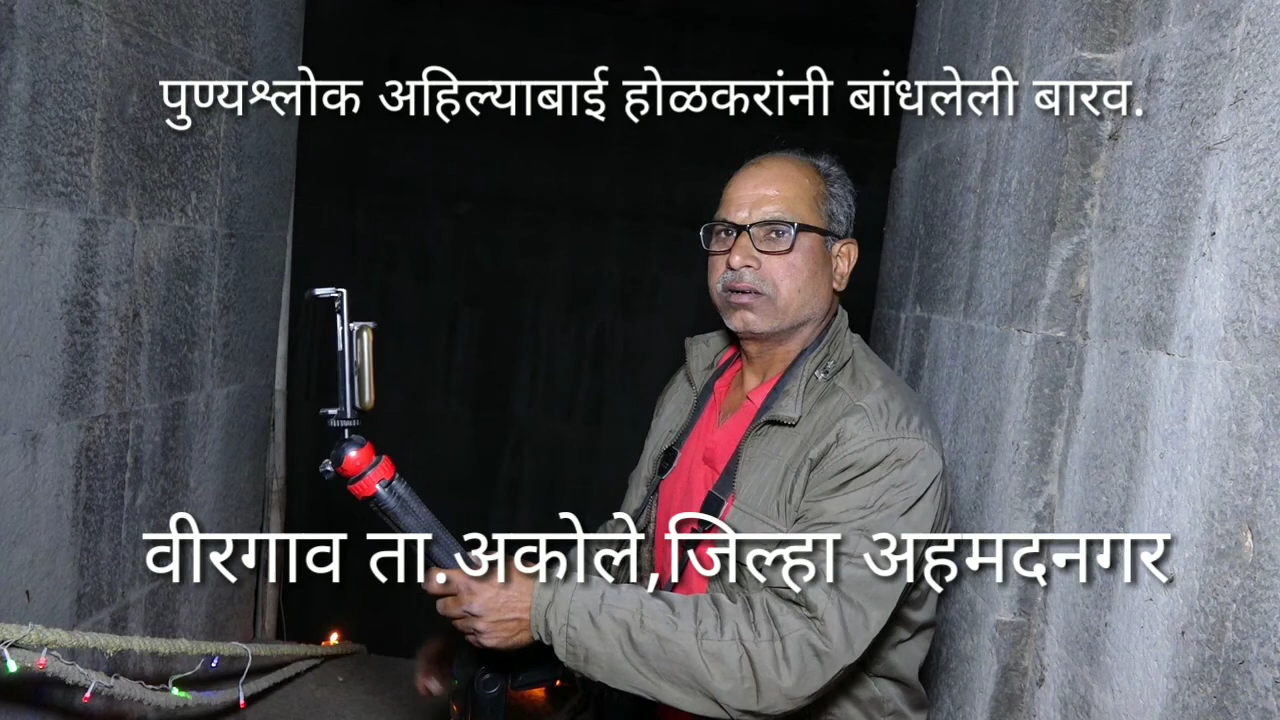 पुण्यश्लोक अहिल्याबाई होळकरांनी बांधलेली बारव.
वीरगाव ता.अकोले,जिल्हा अहमदनगर